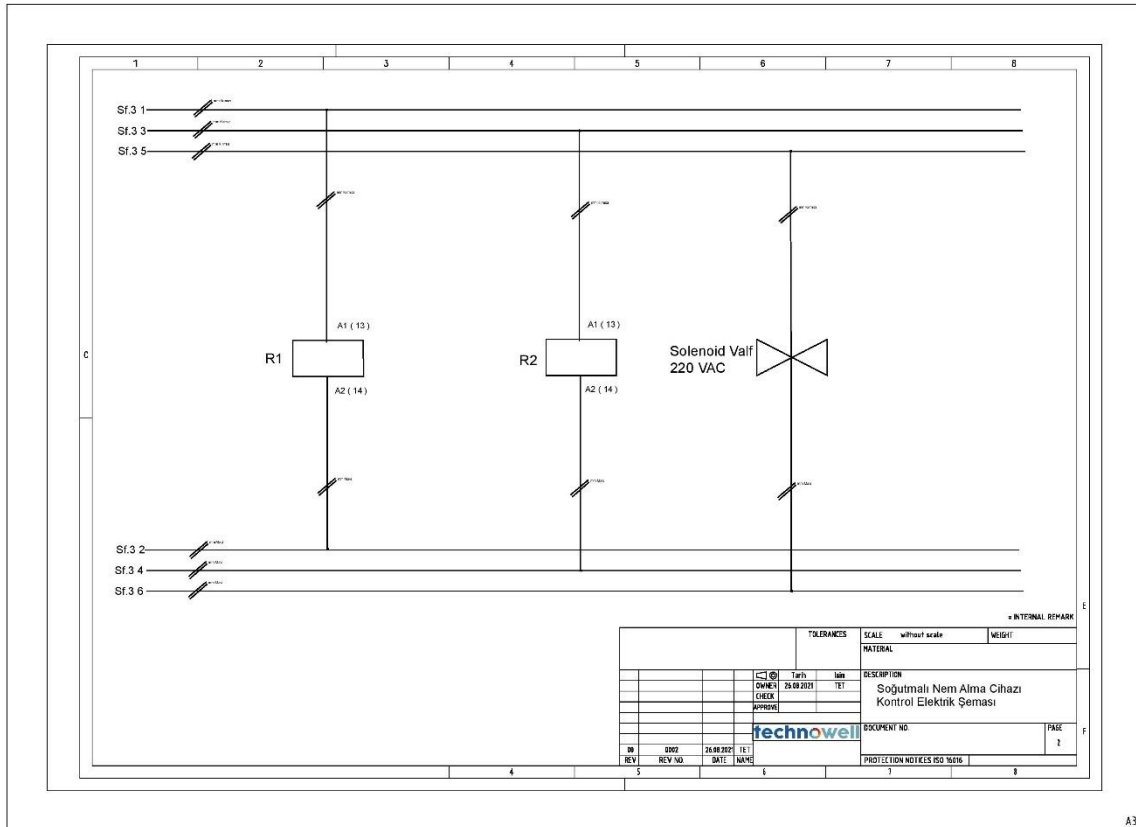 1 2 3 4 5 6 7 8
Sf.3 1
Sf.3 3
Sf.3 5
A1 ( 13 )
A1 ( 13 )
R1
R2
Solenoid Valf
220 VAC
A2 ( 14 )
A2 ( 14 )
C
Sf.3 2
Sf.3 4
Sf.3 6
E
= INTERNAL REMARK
TOLERANCES
SCALE without scale
WEIGHT
MATERIAL
Tarih
OWNER 26.08.2021 TET
CHECK
APPROVE
DESCRIPTION
Soğutmalı Nem Alma Cihazı
Kontrol Elektrik Şeması
technowell
DOCUMENT NO.
PAGE
2
F
00 0002 26.08.2021 TET
REV REV NO. DATE NAME
PROTECTION NOTICES ISO 16016
4 5 6 7 8
A3